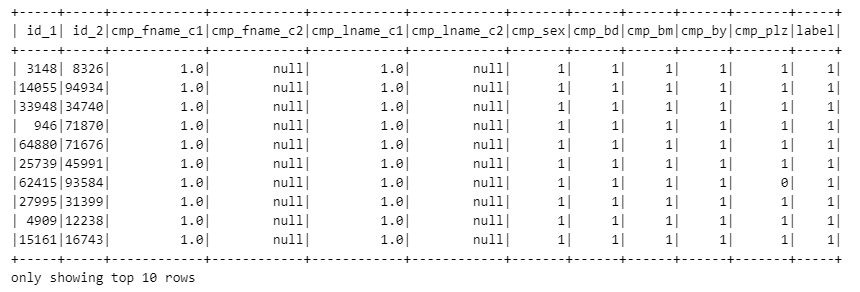 +-----+-----+------------+------------+------------+------------+-------+------+------+------+-------+-----+
| id_1| id_2|cmp_fname_c1|cmp_fname_c2|cmp_lname_c1|cmp_lname_c2|cmp_sex|cmp_bd|cmp_bm|cmp_by|cmp_plz|label|
+-----+-----+------------+------------+------------+------------+-------+------+------+------+-------+-----+
| 3148| 8326|         1.0|        null|         1.0|        null|      1|     1|     1|     1|      1|    1|
|14055|94934|         1.0|        null|         1.0|        null|      1|     1|     1|     1|      1|    1|
|33948|34740|         1.0|        null|         1.0|        null|      1|     1|     1|     1|      1|    1|
|  946|71870|         1.0|        null|         1.0|        null|      1|     1|     1|     1|      1|    1|
|64880|71676|         1.0|        null|         1.0|        null|      1|     1|     1|     1|      1|    1|
|25739|45991|         1.0|        null|         1.0|        null|      1|     1|     1|     1|      1|    1|
|62415|93584|         1.0|        null|         1.0|        null|      1|     1|     1|     1|      0|    1|
|27995|31399|         1.0|        null|         1.0|        null|      1|     1|     1|     1|      1|    1|
| 4909|12238|         1.0|        null|         1.0|        null|      1|     1|     1|     1|      1|    1|
|15161|16743|         1.0|        null|         1.0|        null|      1|     1|     1|     1|      1|    1|
+-----+-----+------------+------------+------------+------------+-------+------+------+------+-------+-----+
only showing top 10 rows